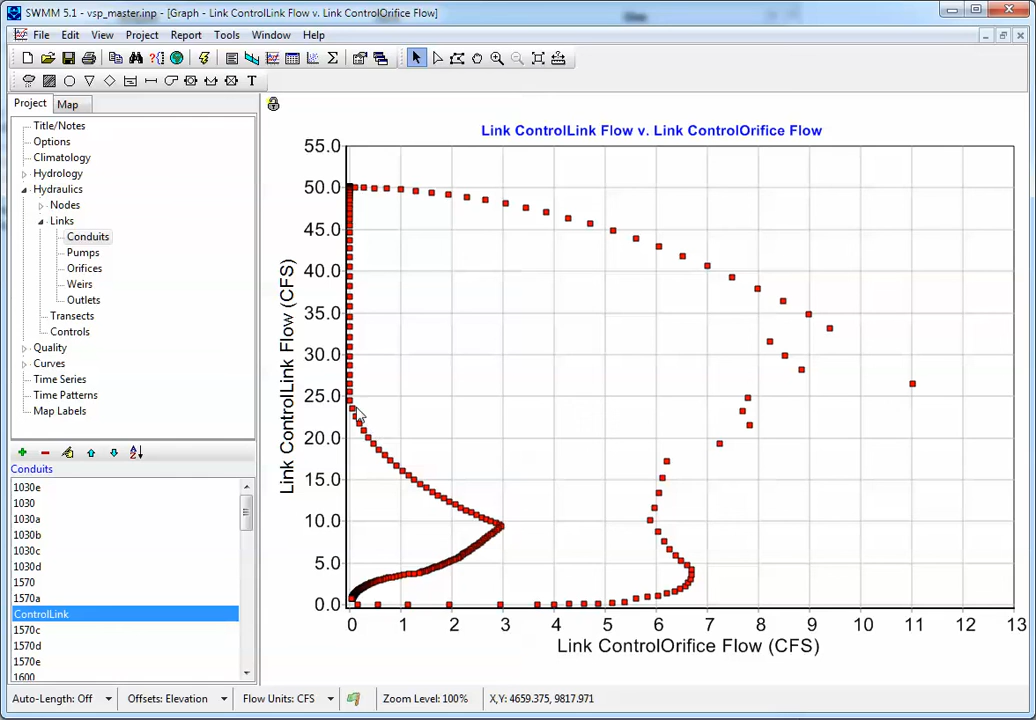 SWMM 5.1 - vsp_master.inp - [Graph - Link ControlLink Flow v. Link ControlOrifice Flow]
File Edit View Project Report Tools Window Help
Project Map
Title/Notes
Options
Climatology
Hydrology
Hydraulics
Nodes
Links
Conduits
Pumps
Orifices
Weirs
Outlets
Transects
Controls
Quality
Curves
Time Series
Time Patterns
Map Labels
Conduits
1030e
1030
1030a
1030b
1030c
1030d
1570
1570a
ControlLink
1570c
1570d
1570e
1600
Link ControlLink Flow v. Link ControlOrifice Flow
Link ControlLink Flow (CFS)
55.0
50.0
45.0
40.0
35.0
30.0
25.0
20.0
15.0
10.0
5.0
0.0
0 1 2 3 4 5 6 7 8 9 10 11 12 13
Link ControlOrifice Flow (CFS)
Auto-Length: Off Offsets: Elevation Flow Units: CFS Zoom Level: 100% X,Y: 4659.375, 9817.971